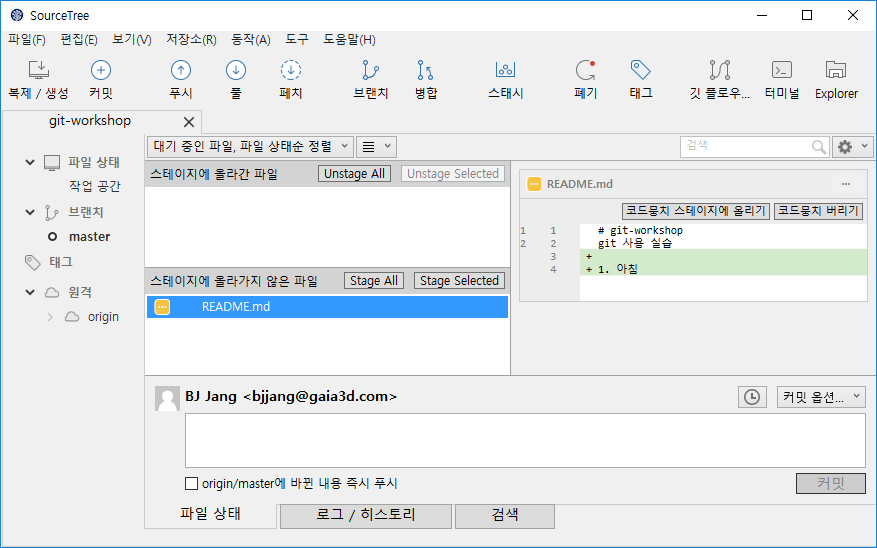 SourceTree
파일(F) 편집(E) 보기(V) 저장소(R) 동작(A) 도구 도움말(H)
복제 / 생성 커밋 푸시 풀 페치 브랜치 병합 스태시 폐기 태그 깃 플로우... 터미널 Explorer
git-workshop
파일 상태
작업 공간
브랜치
master
태그
원격
origin
대기 중인 파일, 파일 상태순 정렬
검색
스테이지에 올라간 파일 Unstage All Unstage Selected
스테이지에 올라가지 않은 파일 Stage All Stage Selected
README.md
README.md ...
코드뭉치 스테이지에 올리기 코드뭉치 버리기
1 1 # git-workshop
2 2 git 사용 실습
3 +
4 + 1. 아침
BJ Jang <bjjang@gaia3d.com>
커밋 옵션...
origin/master에 바뀐 내용 즉시 푸시
커밋
파일 상태 로그 / 히스토리 검색